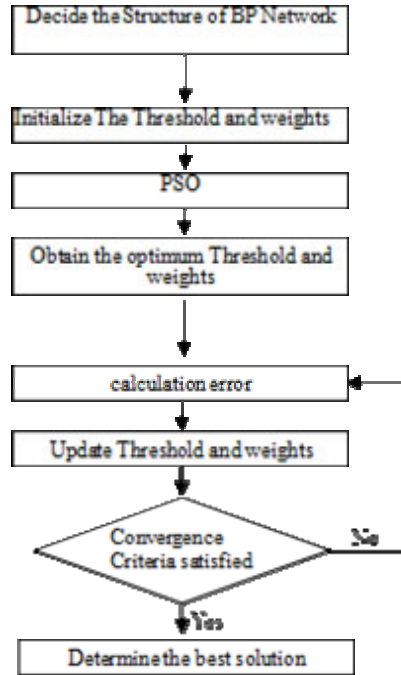 Decide the Structure of BP Network
Initialize The Threshold and weights
PSO
Obtain the optimum Threshold and
weights
calculation error
Update Threshold and weights
Convergence
Criteria satisfied
No
Yes
Determine the best solution